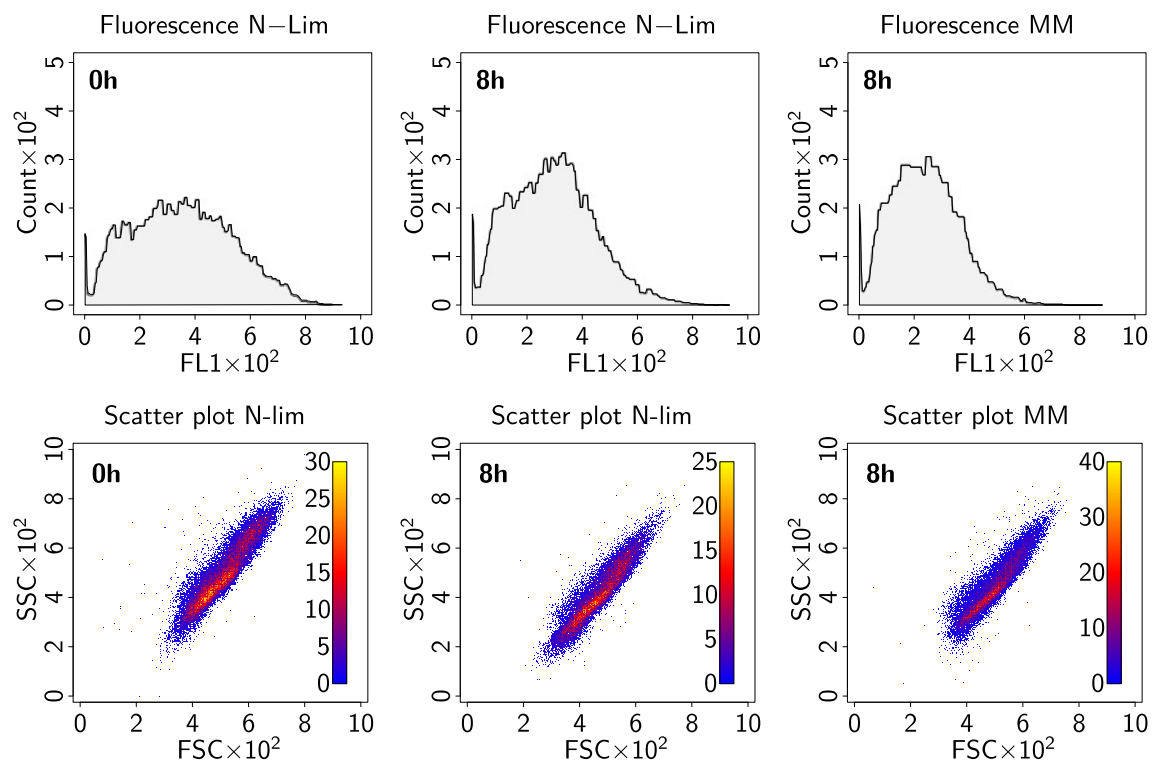 Fluorescence N−Lim
Fluorescence N−Lim
Fluorescence MM
0h
8h
8h
Count×10²
0 1 2 3 4 5
Count×10²
0 1 2 3 4 5
Count×10²
0 1 2 3 4 5
0 2 4 6 8 10
0 2 4 6 8 10
0 2 4 6 8 10
FL1×10²
FL1×10²
FL1×10²
Scatter plot N-lim
Scatter plot N-lim
Scatter plot MM
0h
8h
8h
SSC×10²
0 2 4 6 8 10
30
25
20
15
10
5
0
SSC×10²
0 2 4 6 8 10
25
20
15
10
5
0
SSC×10²
0 2 4 6 8 10
40
30
20
10
0
0 2 4 6 8 10
0 2 4 6 8 10
0 2 4 6 8 10
FSC×10²
FSC×10²
FSC×10²